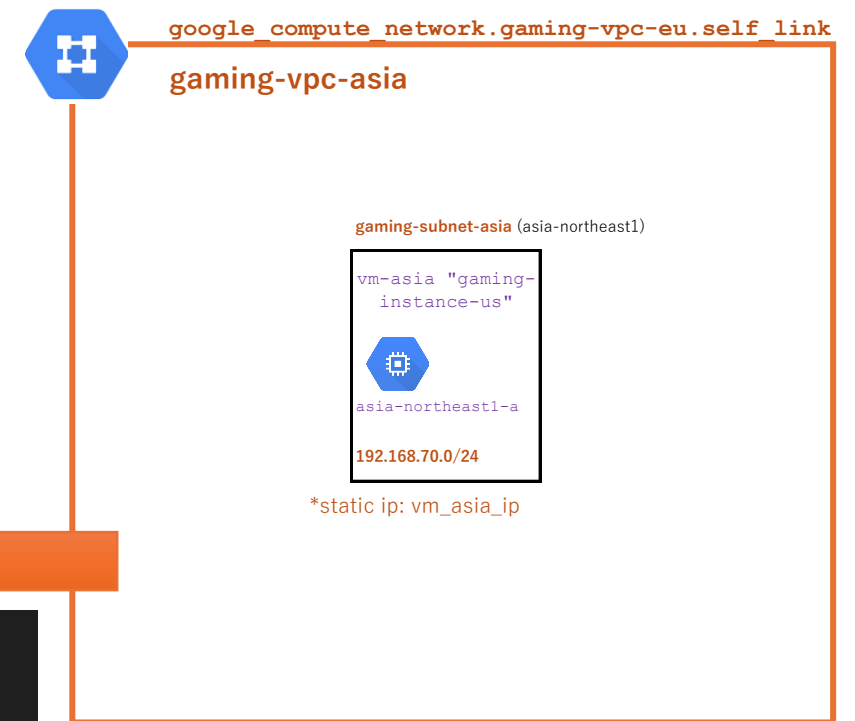 google_compute_network.gaming-vpc-eu.self_link
gaming-vpc-asia
gaming-subnet-asia (asia-northeast1)
vm-asia "gaming-
instance-us"
asia-northeast1-a
192.168.70.0/24
*static ip: vm_asia_ip